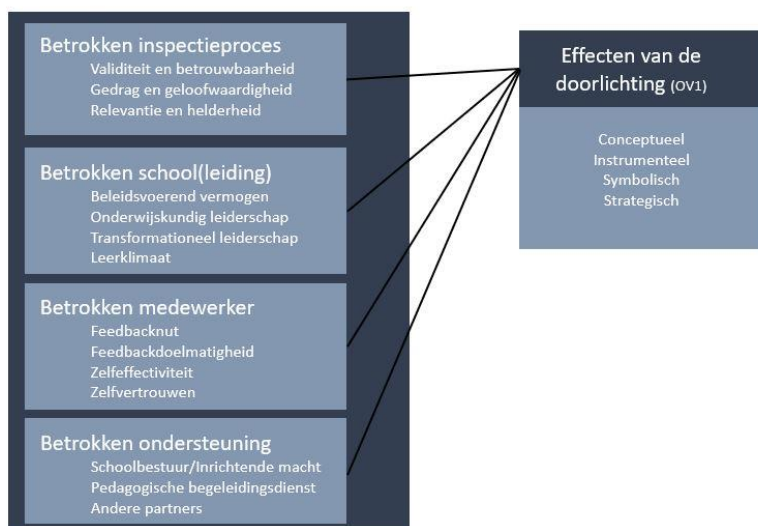 Betrokken inspectieproces
Validiteit en betrouwbaarheid
Gedrag en geloofwaardigheid
Relevantie en helderheid
Betrokken school(leiding)
Beleidsvoerend vermogen
Onderwijskundig leiderschap
Transformationeel leiderschap
Leerklimaat
Betrokken medewerker
Feedbacknut
Feedbackdoelmatigheid
Zelfeffectiviteit
Zelfvertrouwen
Betrokken ondersteuning
Schoolbestuur/Inrichtende macht
Pedagogische begeleidingsdienst
Andere partners
Effecten van de
doorlichting (OV1)
Conceptueel
Instrumenteel
Symbolisch
Strategisch